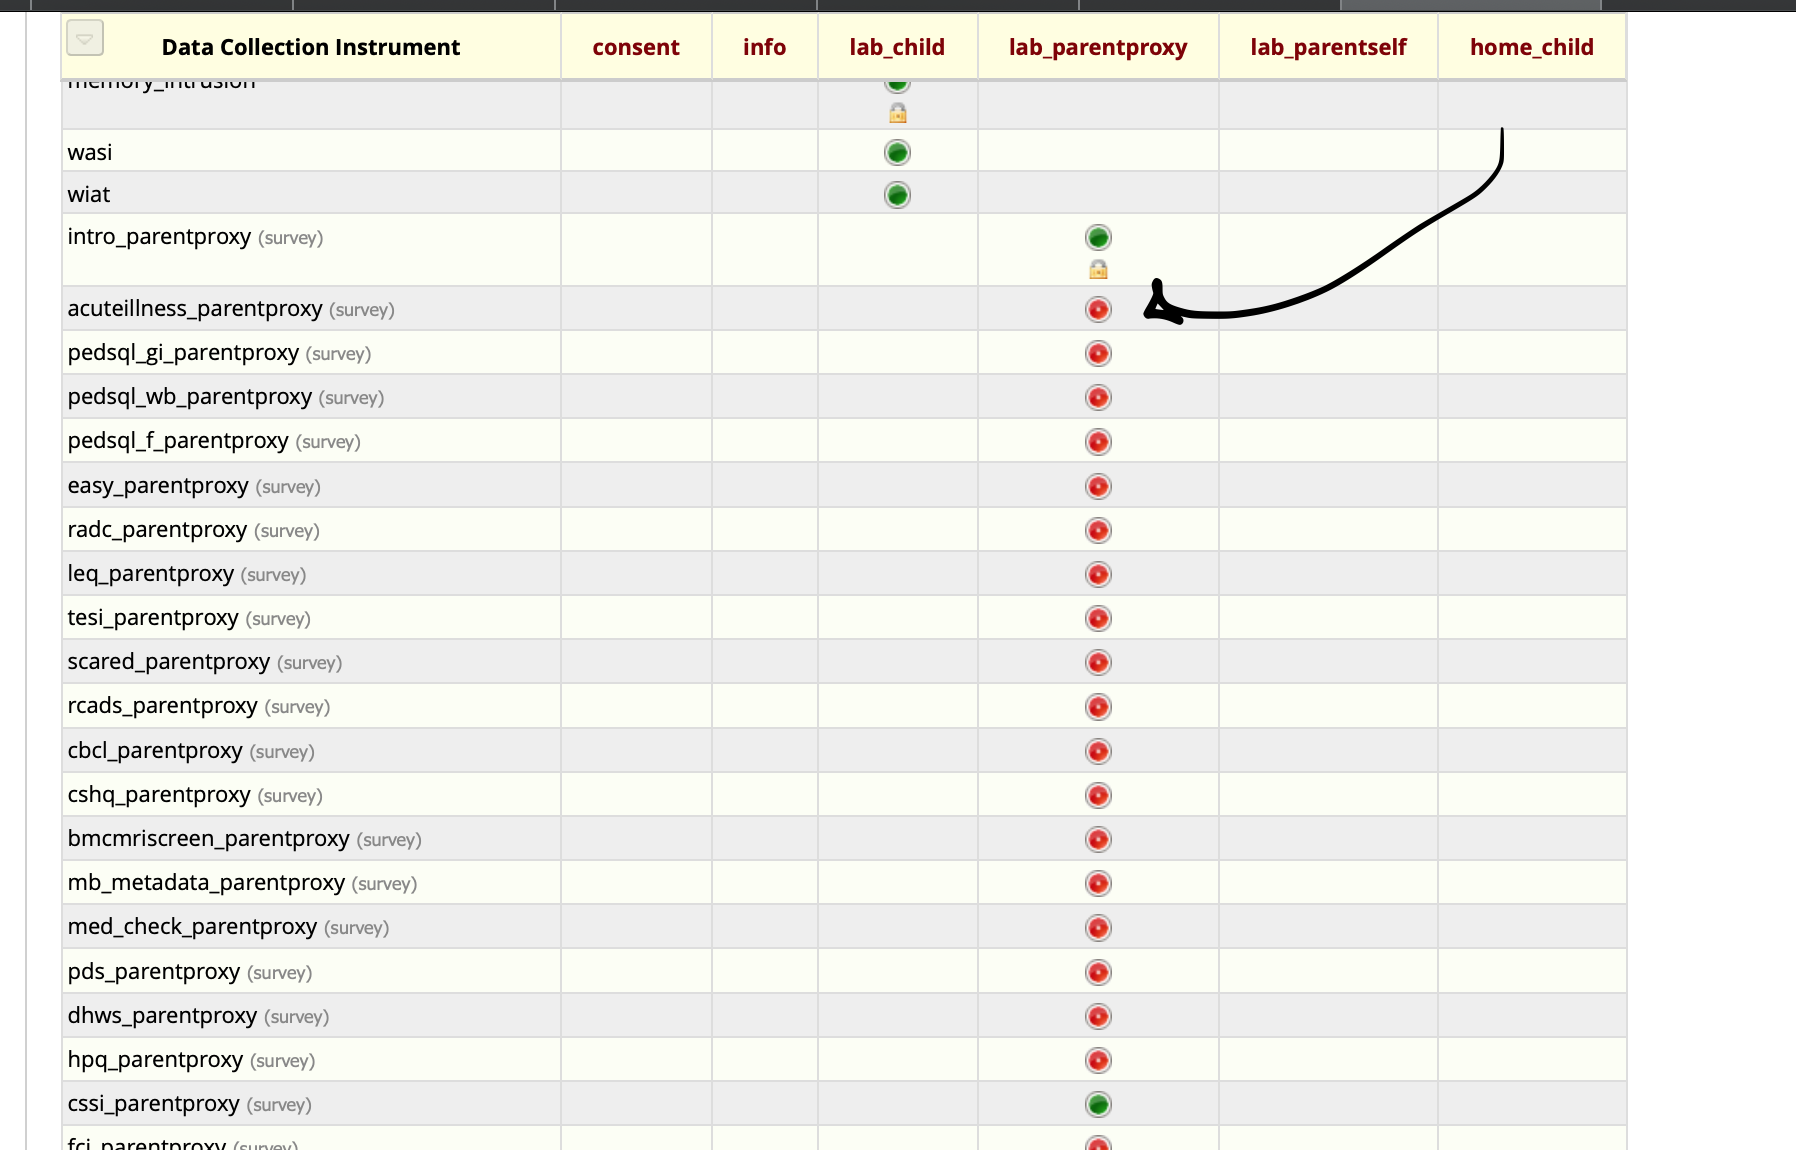 Data Collection Instrument consent info lab_child lab_parentproxy lab_parentself home_child
memory_intrusion
wasi
wiat
intro_parentproxy (survey)
acuteillness_parentproxy (survey)
pedsql_gi_parentproxy (survey)
pedsql_wb_parentproxy (survey)
pedsql_f_parentproxy (survey)
easy_parentproxy (survey)
radc_parentproxy (survey)
leq_parentproxy (survey)
tesi_parentproxy (survey)
scared_parentproxy (survey)
rcads_parentproxy (survey)
cbcl_parentproxy (survey)
cshq_parentproxy (survey)
bmcmriscreen_parentproxy (survey)
mb_metadata_parentproxy (survey)
med_check_parentproxy (survey)
pds_parentproxy (survey)
dhws_parentproxy (survey)
hpq_parentproxy (survey)
cssi_parentproxy (survey)
fci_parentproxy (survey)